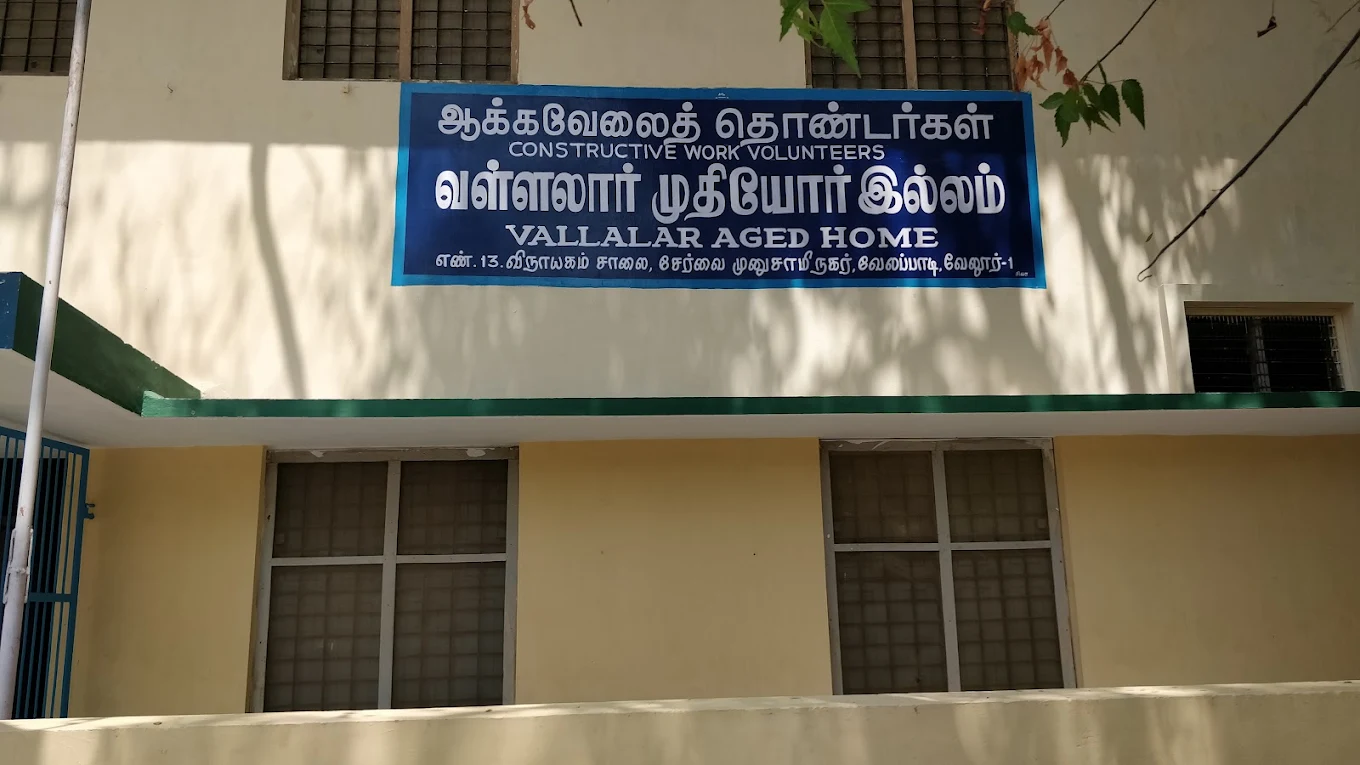 ஆக்கவேலைத் தொண்டர்கள்
CONSTRUCTIVE WORK VOLUNTEERS
வள்ளலார் முதியோர் இல்லம்
VALLALAR AGED HOME
எண். 13. விநாயகம் சாலை, சேர்வை முனுசாமி நகர், வேலப்பாடி, வேலூர்-1